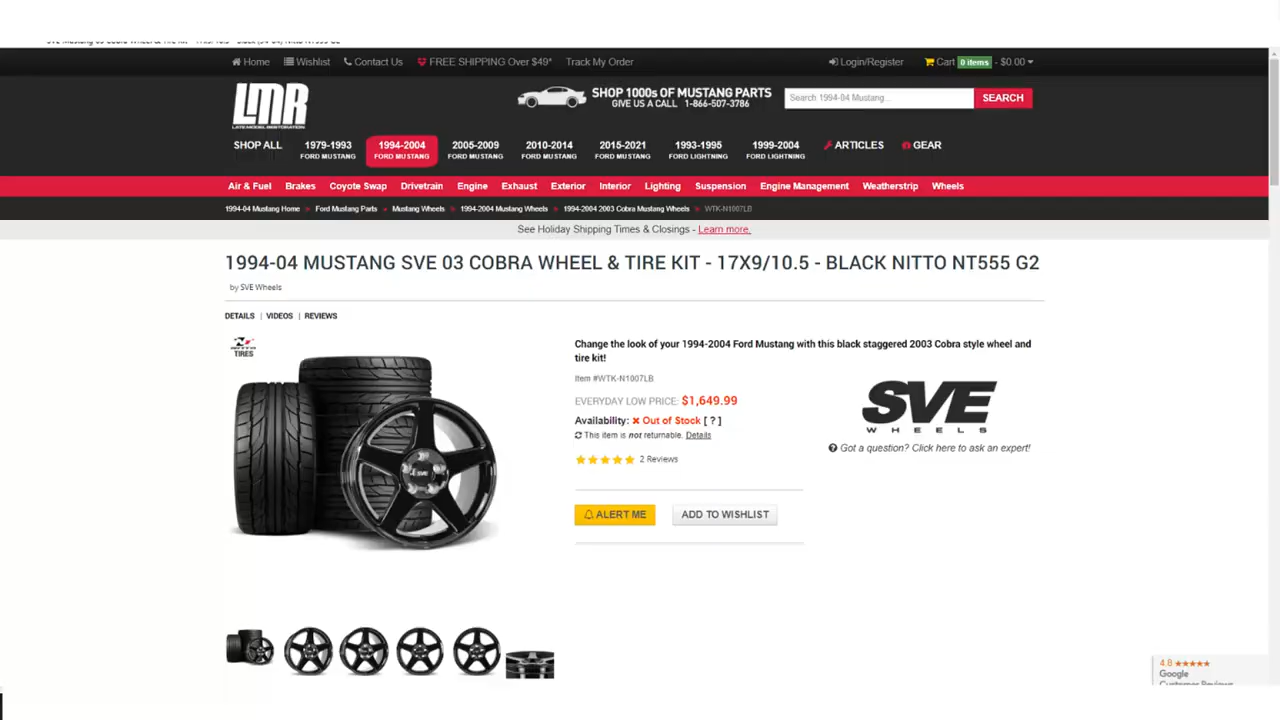 Home Wishlist Contact Us FREE SHIPPING Over $49* Track My Order Login/Register Cart 0 items - $0.00
LMR
LATE MODEL RESTORATION
SHOP 1000s OF MUSTANG PARTS
GIVE US A CALL 1-866-507-3786
Search 1994-04 Mustang...
SEARCH
SHOP ALL
1979-1993
FORD MUSTANG
1994-2004
FORD MUSTANG
2005-2009
FORD MUSTANG
2010-2014
FORD MUSTANG
2015-2021
FORD MUSTANG
1993-1995
FORD LIGHTNING
1999-2004
FORD LIGHTNING
ARTICLES
GEAR
Air & Fuel Brakes Coyote Swap Drivetrain Engine Exhaust Exterior Interior Lighting Suspension Engine Management Weatherstrip Wheels
1994-04 Mustang Home Ford Mustang Parts Mustang Wheels 1994-2004 Mustang Wheels 1994-2004 2003 Cobra Mustang Wheels WTK-N1007LB
See Holiday Shipping Times & Closings - Learn more.
1994-04 MUSTANG SVE 03 COBRA WHEEL & TIRE KIT - 17X9/10.5 - BLACK NITTO NT555 G2
by SVE Wheels
DETAILS | VIDEOS | REVIEWS
TIRES
SVE
Change the look of your 1994-2004 Ford Mustang with this black staggered 2003 Cobra style wheel and
tire kit!
Item #WTK-N1007LB
EVERYDAY LOW PRICE: $1,649.99
Availability: Out of Stock [ ? ]
This item is not returnable. Details
2 Reviews
ALERT ME
ADD TO WISHLIST
SVE
WHEELS
Got a question? Click here to ask an expert!
4.8
Google